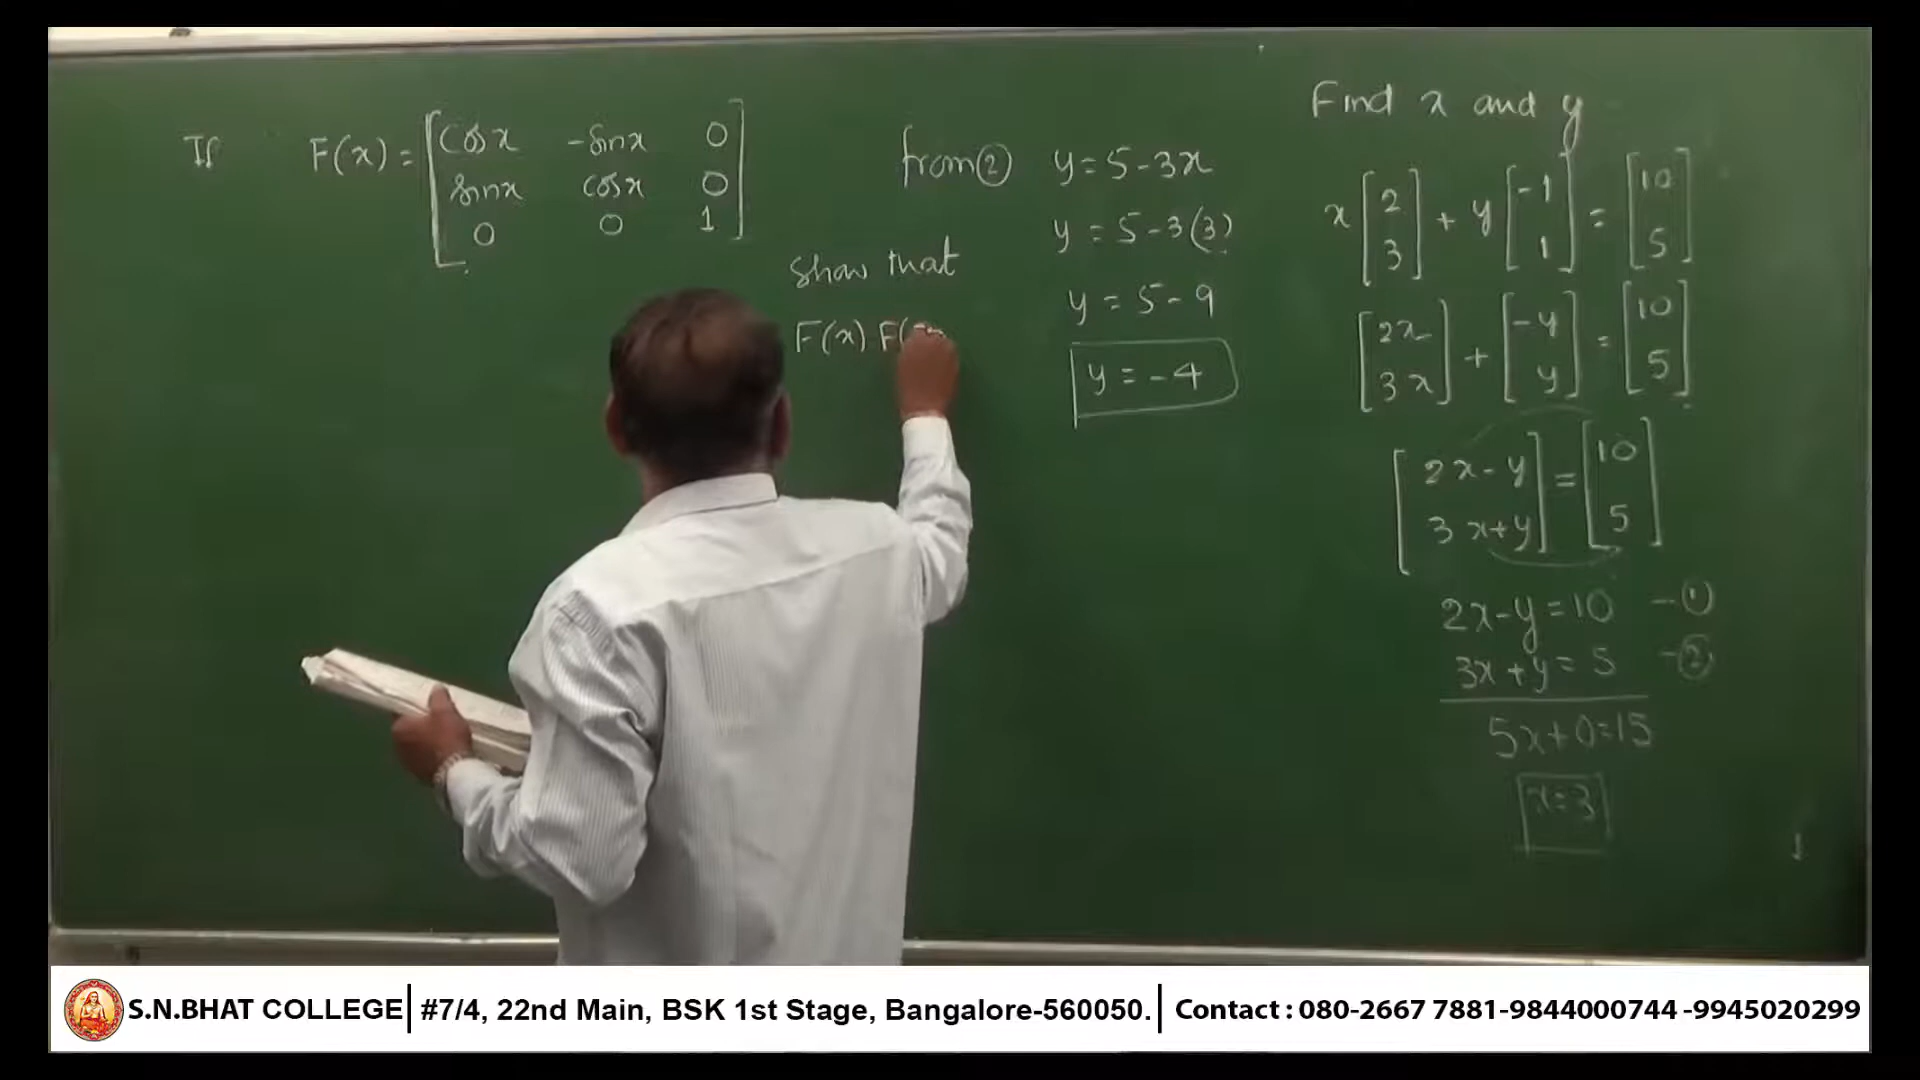 If F(x) = [cos x -sin x 0
sin x cos x 0
0 0 1]
show that
F(x) F(
from ② y = 5 - 3x
y = 5 - 3(3)
y = 5 - 9
y = -4
Find x and y
x [2 3] + y [-1 1] = [10 5]
[2x 3x] + [-y y] = [10 5]
[2x - y 3x + y] = [10 5]
2x - y = 10 - ①
3x + y = 5 - ②
5x + 0 = 15
x = 3
S.N.BHAT COLLEGE #7/4, 22nd Main, BSK 1st Stage, Bangalore-560050. Contact : 080-2667 7881-9844000744 -9945020299